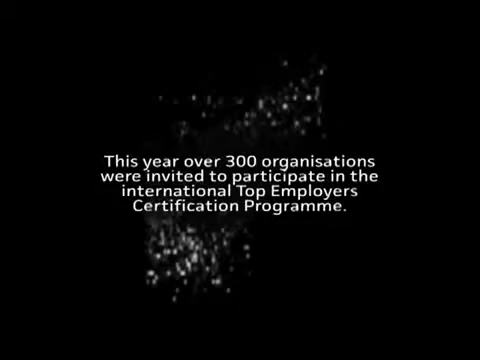 This year over 300 organisations
were invited to participate in the
international Top Employers
Certification Programme.